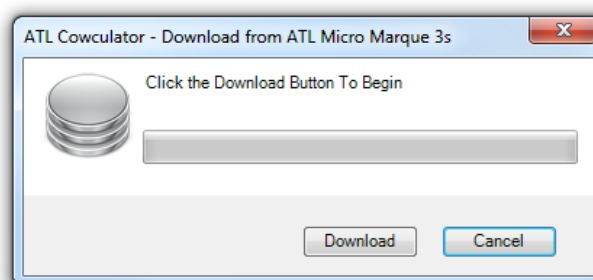 ATL Cowculator - Download from ATL Micro Marque 3s
Click the Download Button To Begin
Download
Cancel